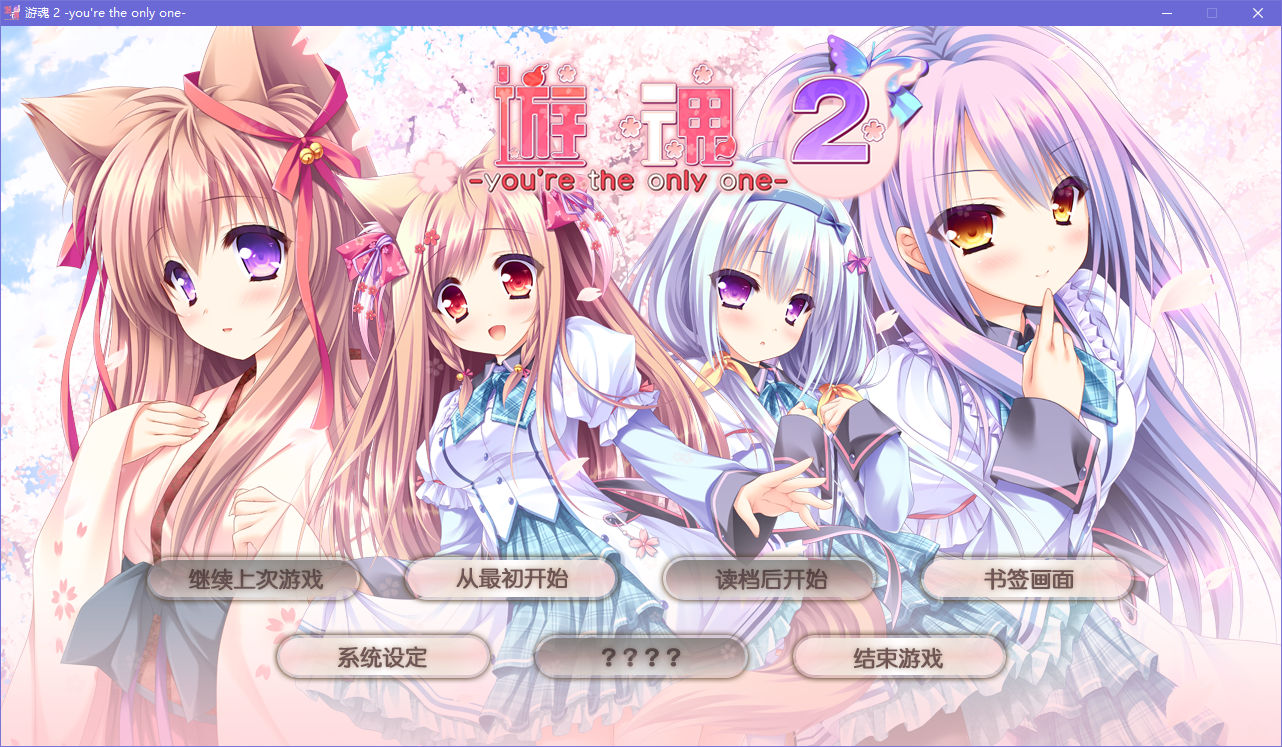 游魂 2 -you're the only one-
遊魂2
-you're the only one-
继续上次游戏 从最初开始 读档后开始 书签画面
系统设定 ？？？？ 结束游戏